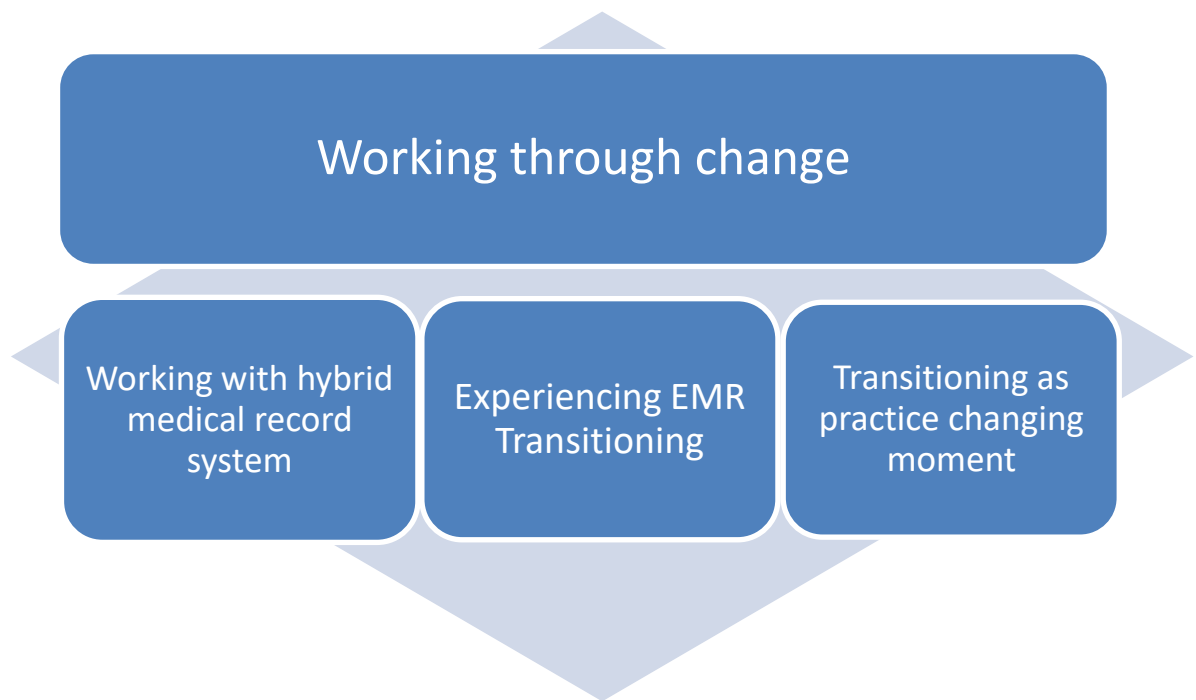 Working through change
Working with hybrid
medical record
system
Experiencing EMR
Transitioning
Transitioning as
practice changing
moment